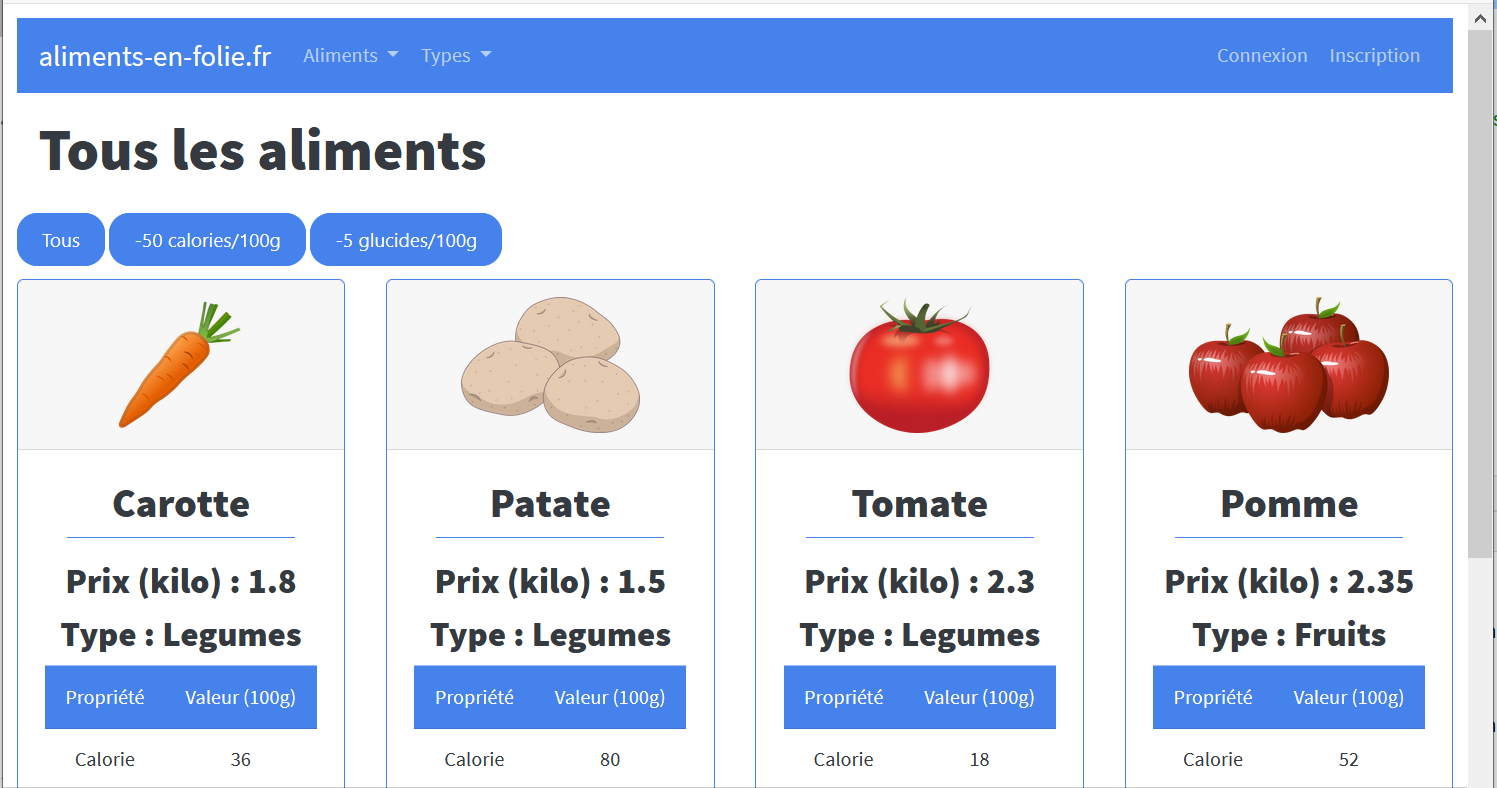 aliments-en-folie.fr Aliments Types Connexion Inscription
Tous les aliments
Tous -50 calories/100g -5 glucides/100g
Carotte
Prix (kilo) : 1.8
Type : Legumes
Propriété Valeur (100g)
Calorie 36
Patate
Prix (kilo) : 1.5
Type : Legumes
Propriété Valeur (100g)
Calorie 80
Tomate
Prix (kilo) : 2.3
Type : Legumes
Propriété Valeur (100g)
Calorie 18
Pomme
Prix (kilo) : 2.35
Type : Fruits
Propriété Valeur (100g)
Calorie 52